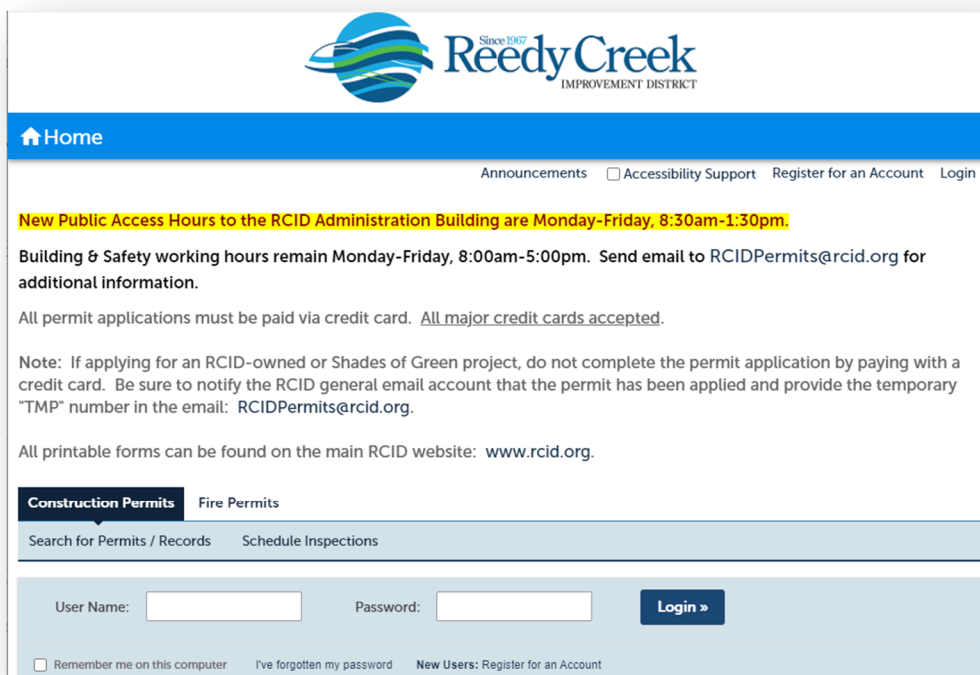 Since 1967
Reedy Creek
IMPROVEMENT DISTRICT
Home
Announcements Accessibility Support Register for an Account Login
New Public Access Hours to the RCID Administration Building are Monday-Friday, 8:30am-1:30pm.
Building & Safety working hours remain Monday-Friday, 8:00am-5:00pm. Send email to RCIDPermits@rcid.org for
additional information.
All permit applications must be paid via credit card. All major credit cards accepted.
Note: If applying for an RCID-owned or Shades of Green project, do not complete the permit application by paying with a
credit card. Be sure to notify the RCID general email account that the permit has been applied and provide the temporary
"TMP" number in the email: RCIDPermits@rcid.org.
All printable forms can be found on the main RCID website: www.rcid.org.
Construction Permits Fire Permits
Search for Permits / Records Schedule Inspections
User Name: Password: Login »
Remember me on this computer I've forgotten my password New Users: Register for an Account